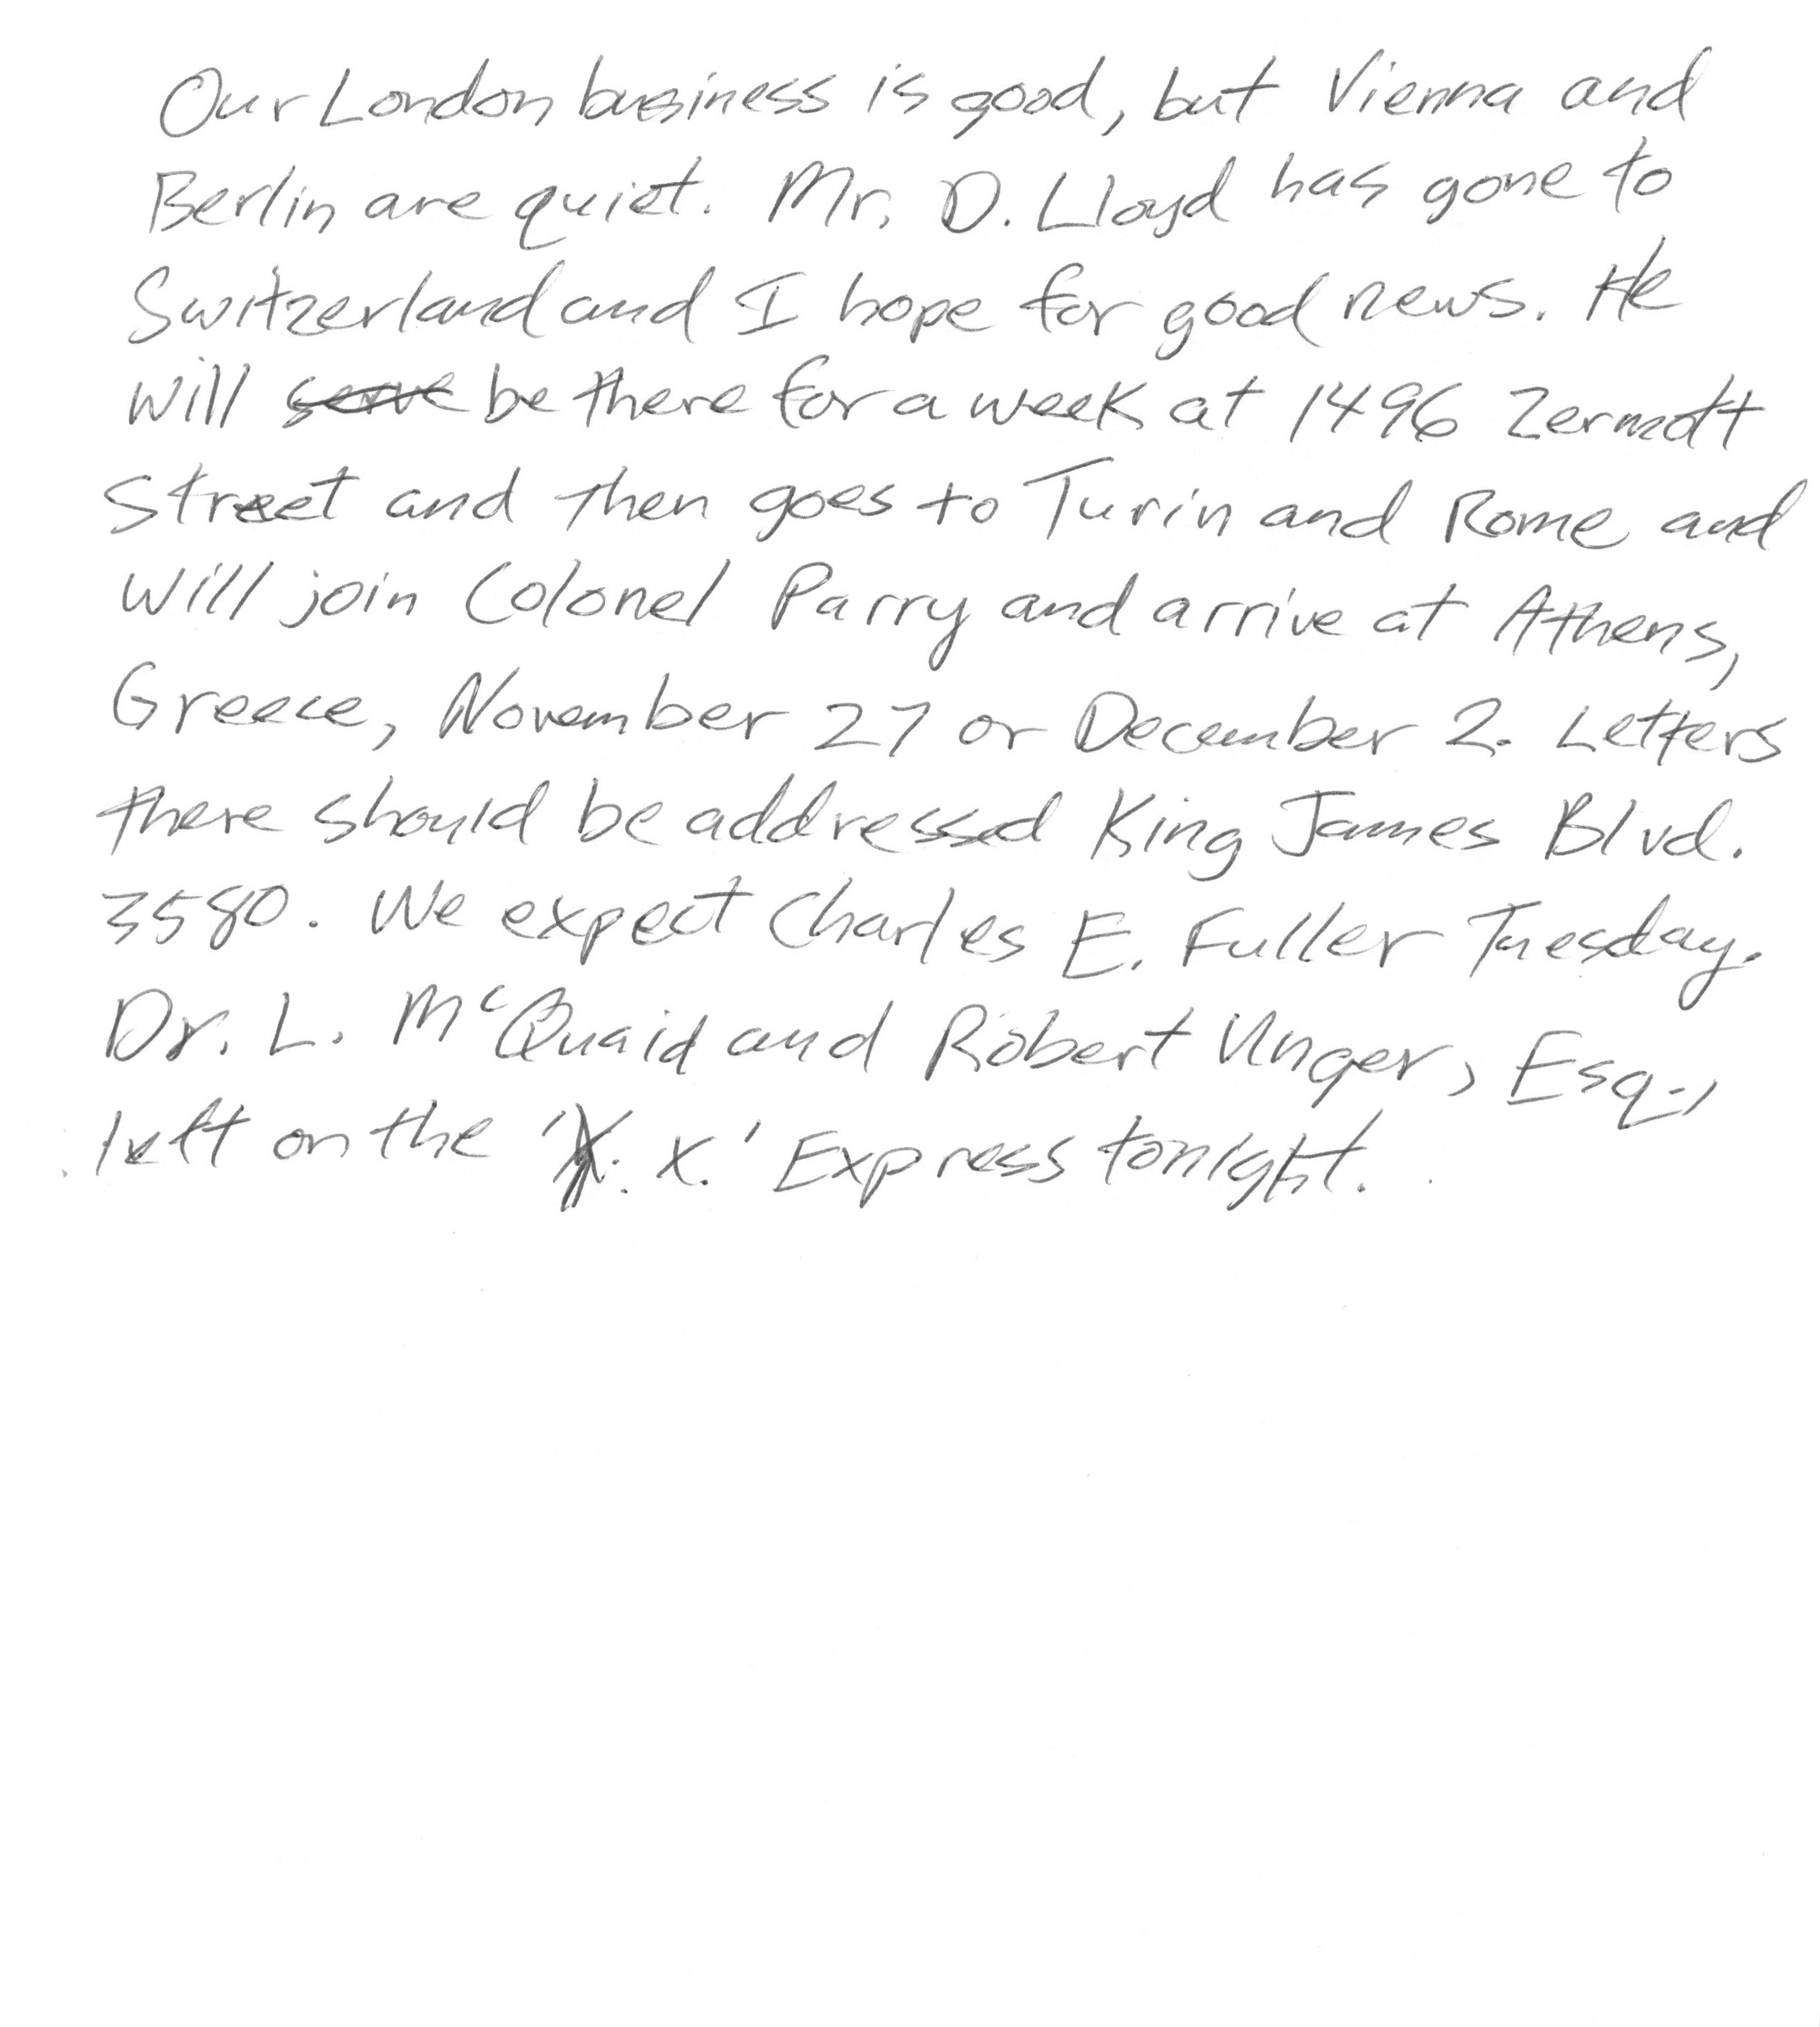 Our London business is good, but Vienna and
Berlin are quiet. Mr. D. Lloyd has gone to
Switzerland and I hope for good news. He
will be there for a week at 1496 Zermott
Street and then goes to Turin and Rome and
will join Colonel Parry and arrive at Athens,
Greece, November 27 or December 2. Letters
there should be addressed King James Blvd.
3580. We expect Charles E. Fuller Tuesday.
Dr. L. McQuaid and Robert Unger, Esq.,
left on the 'X. X.' Express tonight.